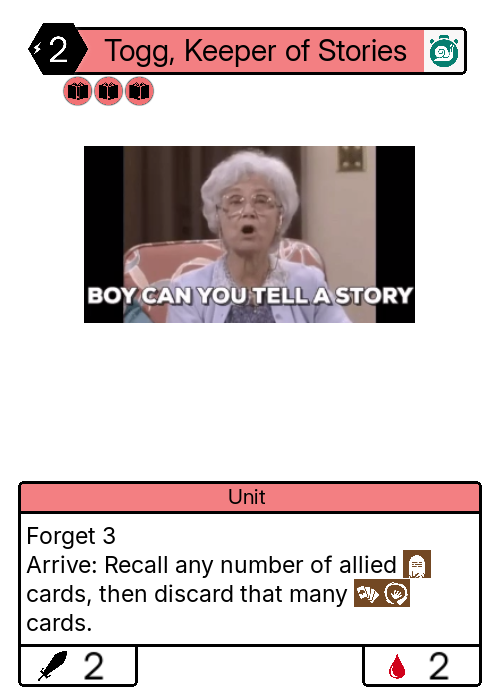 2 Togg, Keeper of Stories
BOY CAN YOU TELL A STORY
Unit
Forget 3
Arrive: Recall any number of allied
cards, then discard that many
cards.
2
2